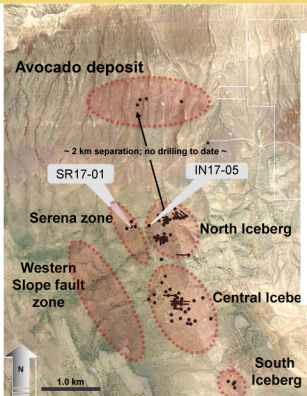 Avocado deposit
~ 2 km separation; no drilling to date ~
SR17-01
IN17-05
Serena zone
North Iceberg
Western
Slope fault
zone
Central Icebe
South
Iceberg
N
1.0 km